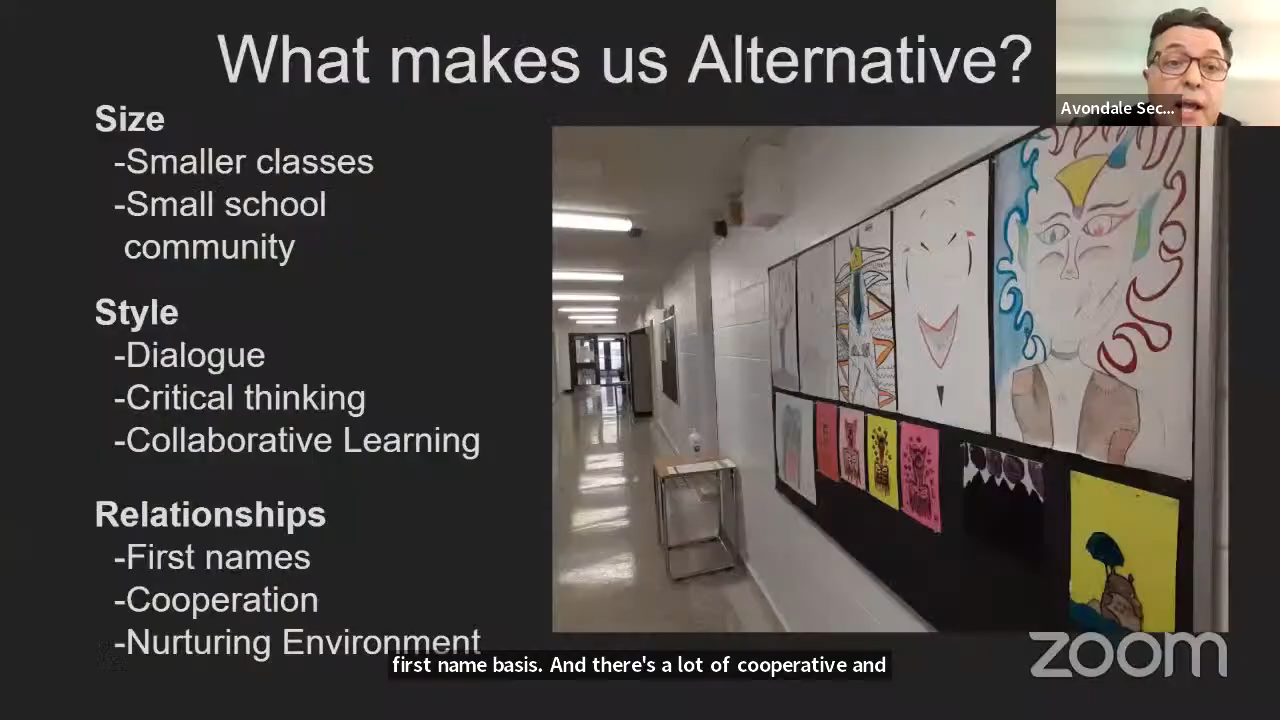 What makes us Alternative?
Avondale Sec...
Size
-Smaller classes
-Small school
community
Style
-Dialogue
-Critical thinking
-Collaborative Learning
Relationships
-First names
-Cooperation
-Nurturing Environment
first name basis. And there's a lot of cooperative and
zoom